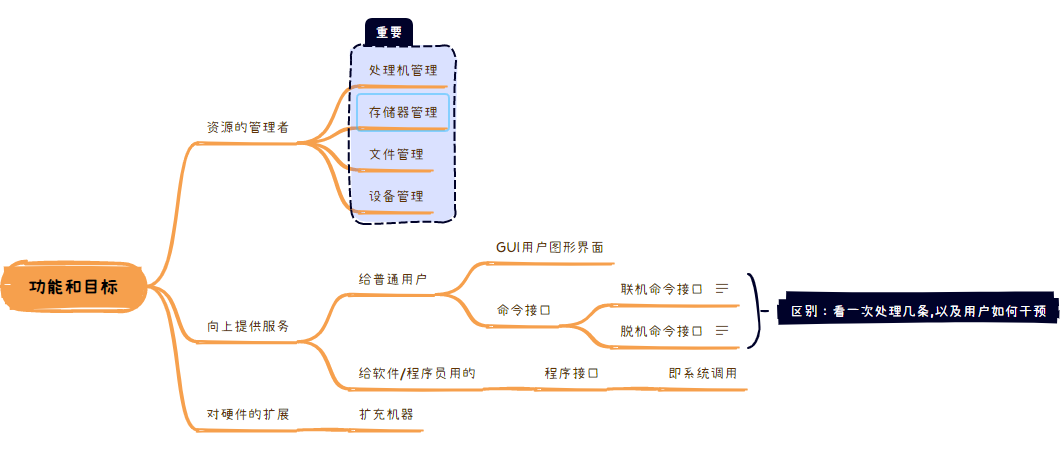 重要
处理机管理
存储器管理
资源的管理者
文件管理
设备管理
功能和目标
GUI用户图形界面
给普通用户
联机命令接口
命令接口
区别：看一次处理几条,以及用户如何干预
向上提供服务
脱机命令接口
给软件/程序员用的
程序接口
即系统调用
对硬件的扩展
扩充机器